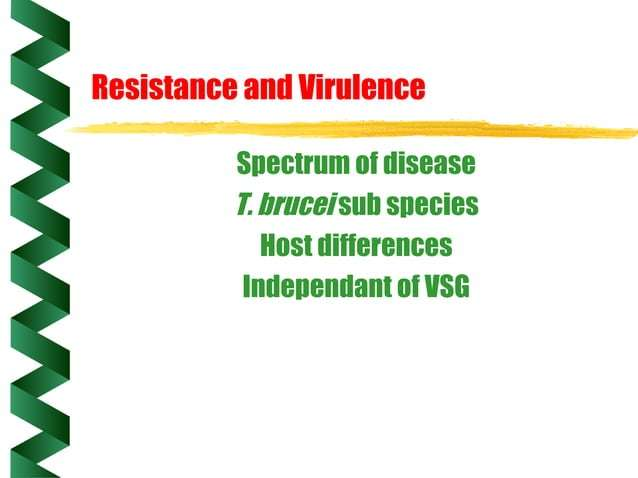 Resistance and Virulence
Spectrum of disease
T. brucei sub species
Host differences
Independant of VSG